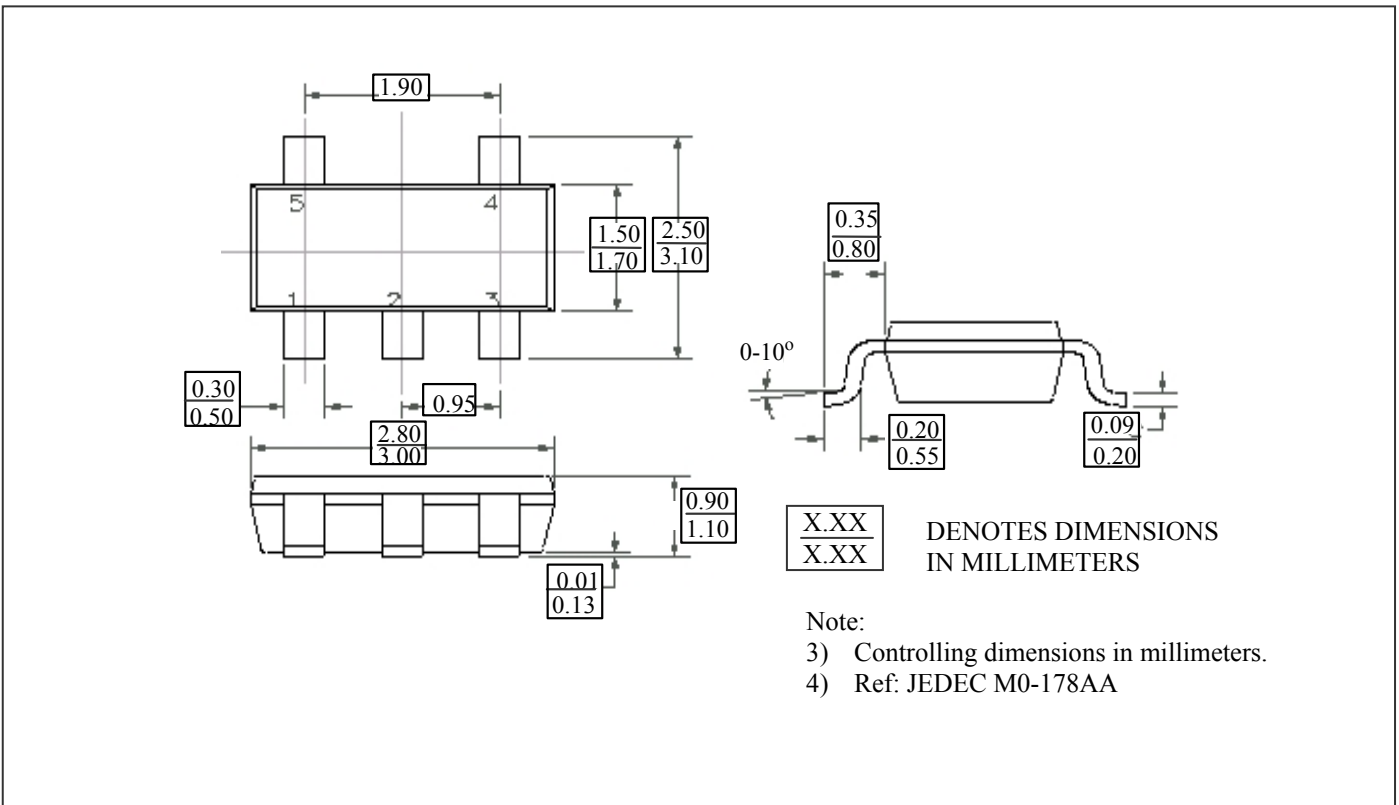 1.90
5 4
1.50
1.70
2.50
3.10
1 2 3
0.30
0.50
0.95
2.80
3.00
0.90
1.10
0.01
0.13
0.35
0.80
0-10º
0.20
0.55
0.09
0.20
X.XX
X.XX
DENOTES DIMENSIONS
IN MILLIMETERS
Note:
3) Controlling dimensions in millimeters.
4) Ref: JEDEC M0-178AA